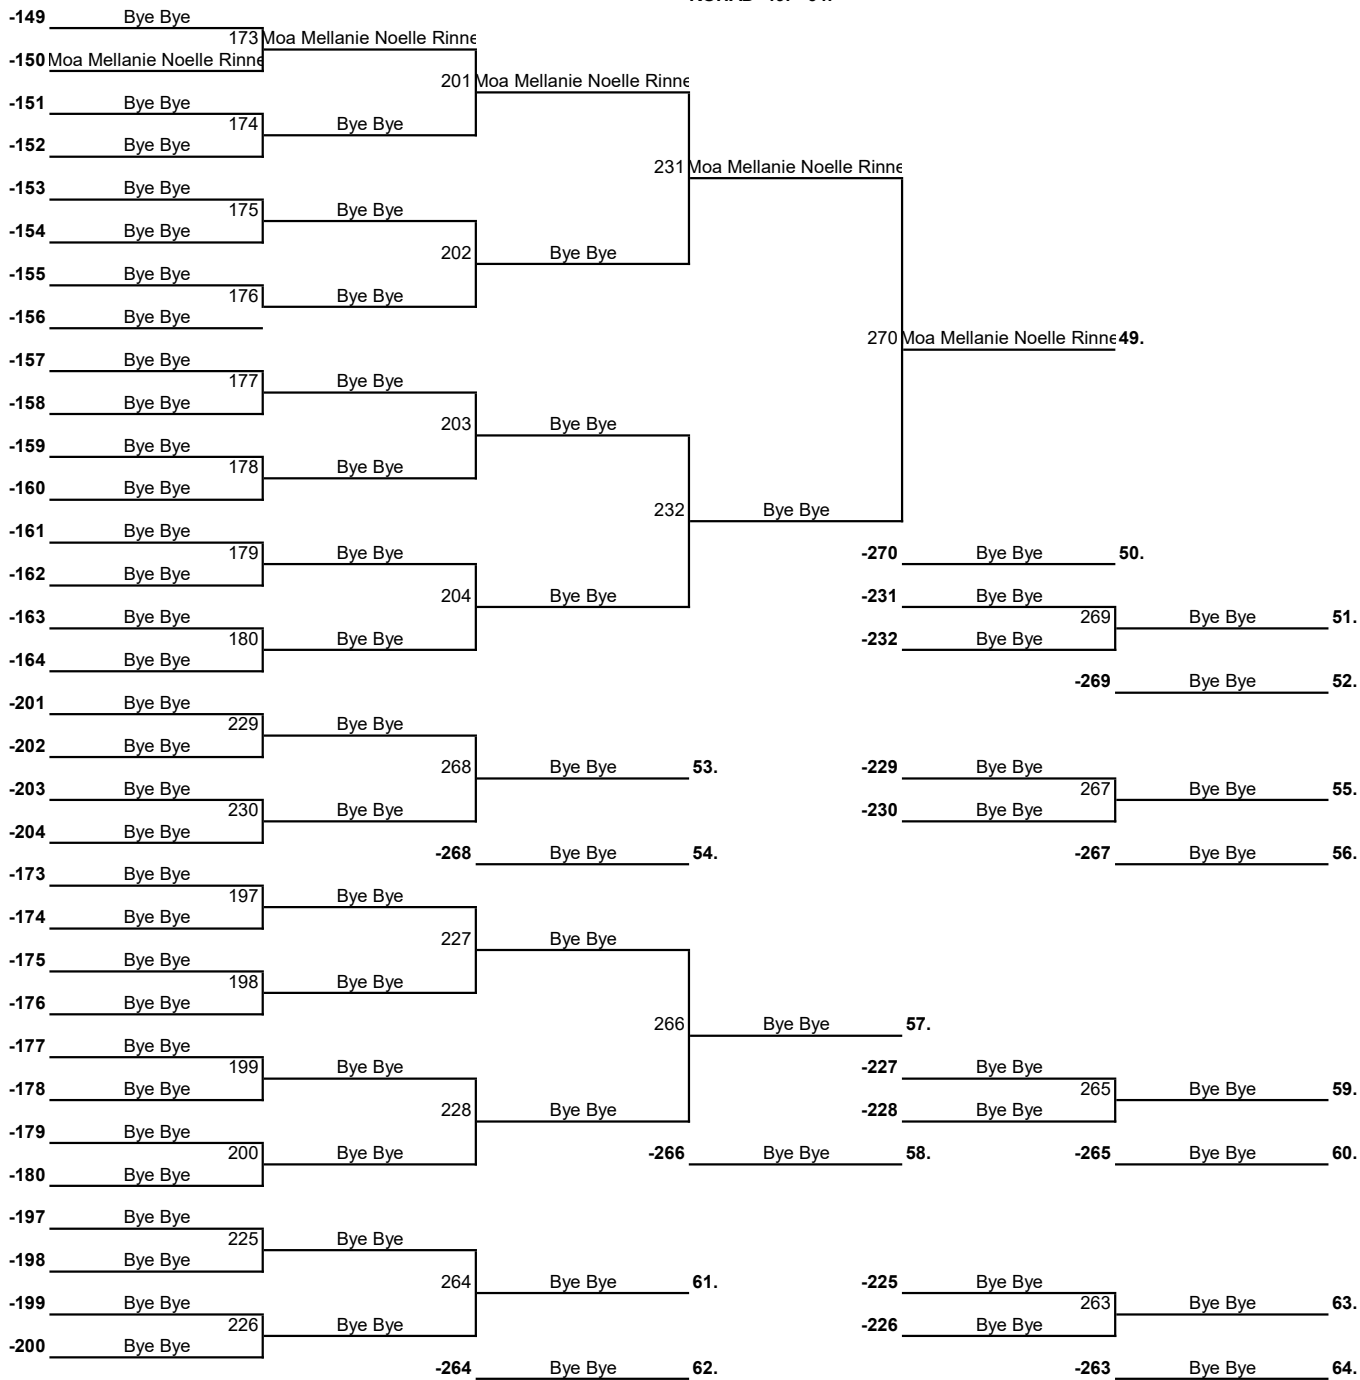 -149 Bye Bye
173 Moa Mellanie Noelle Rinne
-150 Moa Mellanie Noelle Rinne
201 Moa Mellanie Noelle Rinne
-151 Bye Bye
174 Bye Bye
-152 Bye Bye
231 Moa Mellanie Noelle Rinne
-153 Bye Bye
175 Bye Bye
-154 Bye Bye
202 Bye Bye
-155 Bye Bye
176 Bye Bye
-156 Bye Bye
270 Moa Mellanie Noelle Rinne 49.
-157 Bye Bye
177 Bye Bye
-158 Bye Bye
203 Bye Bye
-159 Bye Bye
178 Bye Bye
-160 Bye Bye
232 Bye Bye
-161 Bye Bye
179 Bye Bye
-270 Bye Bye 50.
-162 Bye Bye
204 Bye Bye
-231 Bye Bye
-163 Bye Bye
269 Bye Bye 51.
180 Bye Bye
-232 Bye Bye
-164 Bye Bye
-269 Bye Bye 52.
-201 Bye Bye
229 Bye Bye
-202 Bye Bye
268 Bye Bye 53.
-229 Bye Bye
-203 Bye Bye
267 Bye Bye 55.
230 Bye Bye
-230 Bye Bye
-204 Bye Bye
-268 Bye Bye 54.
-267 Bye Bye 56.
-173 Bye Bye
197 Bye Bye
-174 Bye Bye
227 Bye Bye
-175 Bye Bye
198 Bye Bye
-176 Bye Bye
266 Bye Bye 57.
-177 Bye Bye
199 Bye Bye
-227 Bye Bye
-178 Bye Bye
265 Bye Bye 59.
228 Bye Bye
-228 Bye Bye
-179 Bye Bye
200 Bye Bye
-266 Bye Bye 58.
-265 Bye Bye 60.
-180 Bye Bye
-197 Bye Bye
225 Bye Bye
-198 Bye Bye
264 Bye Bye 61.
-225 Bye Bye
-199 Bye Bye
263 Bye Bye 63.
226 Bye Bye
-226 Bye Bye
-200 Bye Bye
-264 Bye Bye 62.
-263 Bye Bye 64.